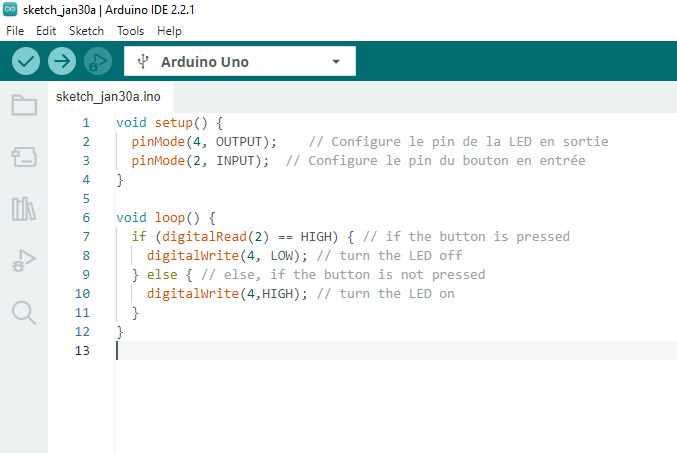 sketch_jan30a | Arduino IDE 2.2.1
File Edit Sketch Tools Help
Arduino Uno
sketch_jan30a.ino
1 void setup() {
2 pinMode(4, OUTPUT);    // Configure le pin de la LED en sortie
3 pinMode(2, INPUT);  // Configure le pin du bouton en entrée
4 }
5
6 void loop() {
7 if (digitalRead(2) == HIGH) { // if the button is pressed
8 digitalWrite(4, LOW); // turn the LED off
9 } else { // else, if the button is not pressed
10 digitalWrite(4,HIGH); // turn the LED on
11 }
12 }
13